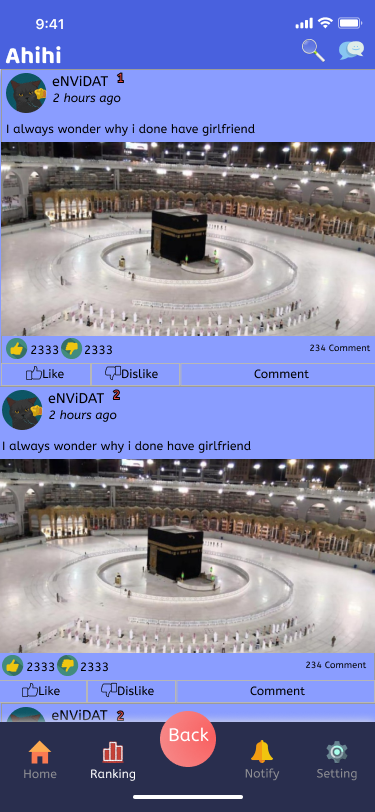 9:41
Ahihi
eNViDAT 1
2 hours ago
I always wonder why i done have girlfriend
2333 2333 234 Comment
Like Dislike Comment
eNViDAT 2
2 hours ago
I always wonder why i done have girlfriend
2333 2333 234 Comment
Like Dislike Comment
eNViDAT 2
Back
Home Ranking Notify Setting